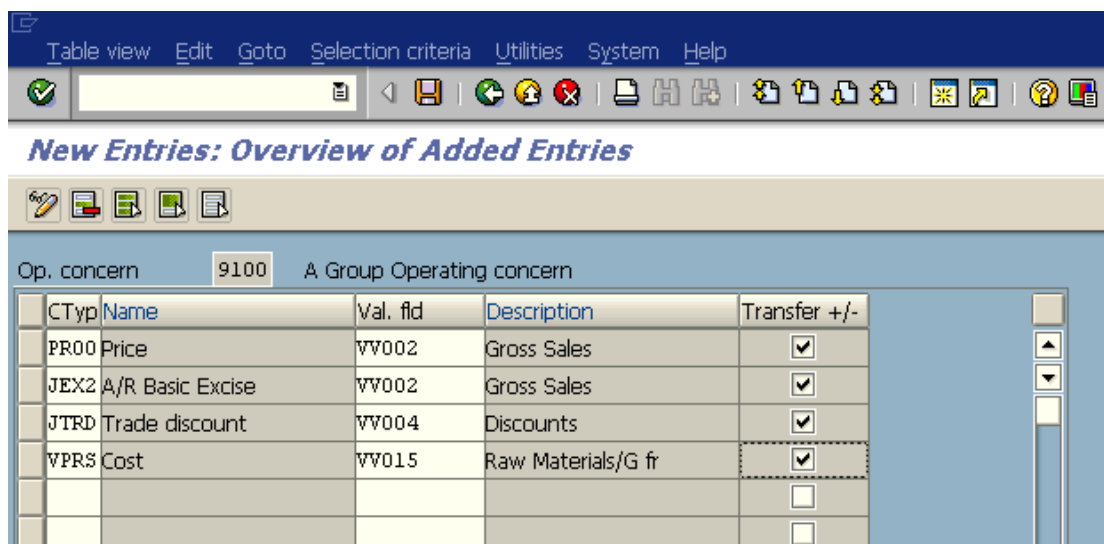 Table view Edit Goto Selection criteria Utilities System Help
New Entries: Overview of Added Entries
Op. concern 9100 A Group Operating concern
CTyp Name Val. fld Description Transfer +/-
PR00 Price VV002 Gross Sales
JEX2 A/R Basic Excise VV002 Gross Sales
JTRD Trade discount VV004 Discounts
VPRS Cost VV015 Raw Materials/G fr